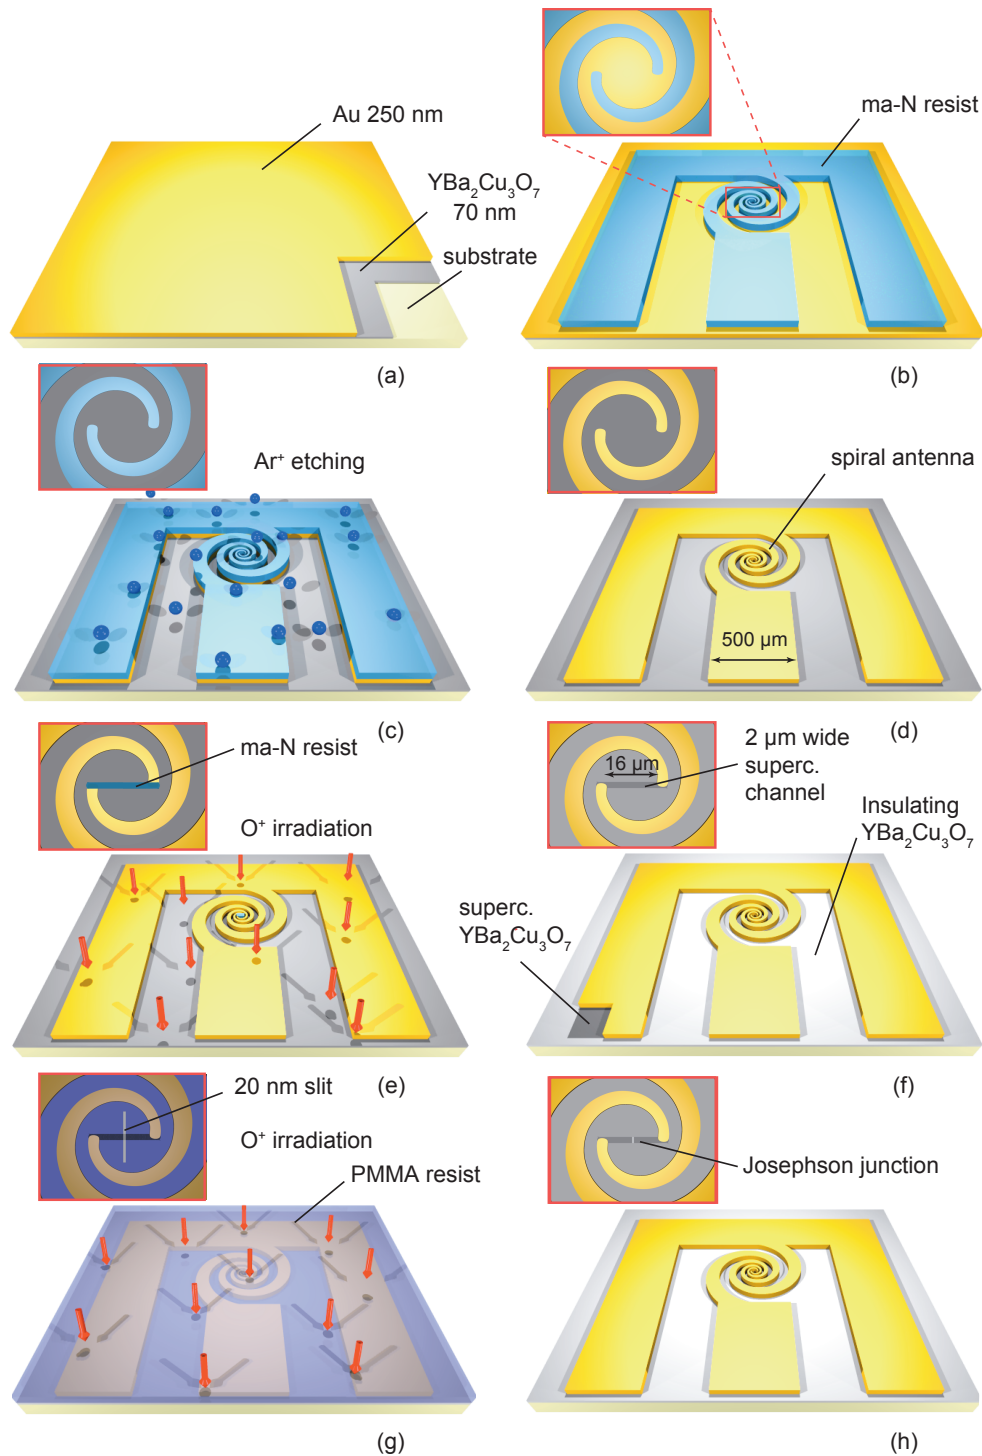 Au 250 nm
YBa₂Cu₃O₇
70 nm
substrate
(a)
ma-N resist
(b)
Ar⁺ etching
(c)
spiral antenna
500 µm
(d)
ma-N resist
O⁺ irradiation
(e)
16 µm
2 µm wide
superc.
channel
Insulating
YBa₂Cu₃O₇
superc.
YBa₂Cu₃O₇
(f)
20 nm slit
O⁺ irradiation
PMMA resist
(g)
Josephson junction
(h)